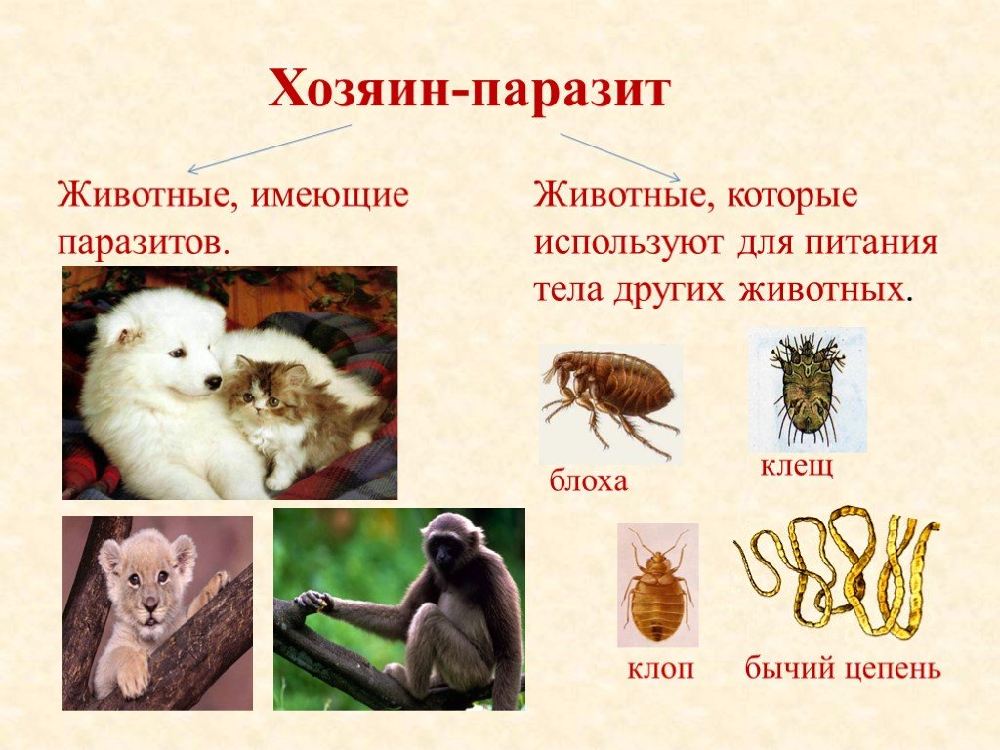 Хозяин-паразит
Животные, имеющие
паразитов.
Животные, которые
используют для питания
тела других животных.
блоха
клещ
клоп
бычий цепень